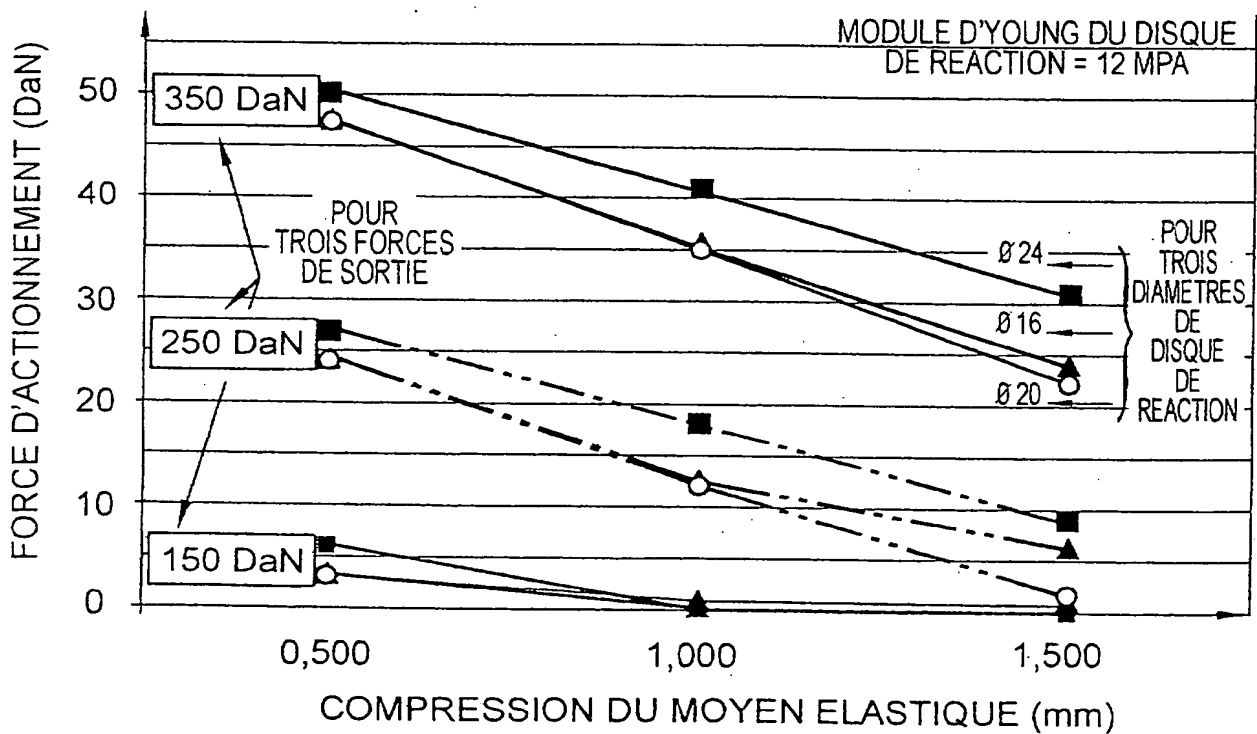 MODULE D'YOUNG DU DISQUE
DE REACTION = 12 MPA
FORCE D'ACTIONNEMENT (DaN)
50
40
30
20
10
0
350 DaN
250 DaN
150 DaN
POUR
TROIS FORCES
DE SORTIE
Ø 24
Ø 16
Ø 20
POUR
TROIS
DIAMETRES
DE
DISQUE
DE
REACTION
0,500
1,000
1,500
COMPRESSION DU MOYEN ELASTIQUE (mm)